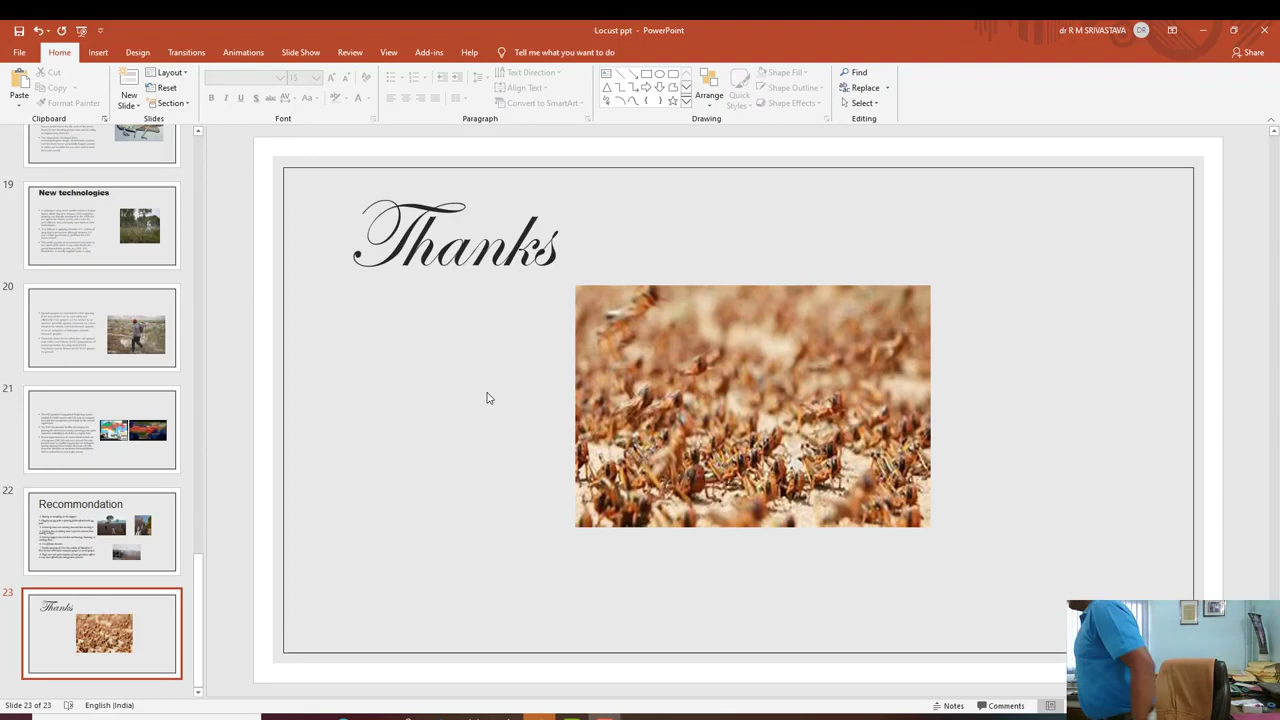 Locust ppt - PowerPoint
dr R M SRIVASTAVA
DR
File
Home
Insert
Design
Transitions
Animations
Slide Show
Review
View
Add-ins
Help
Tell me what you want to do
Share
Paste
Cut
Copy
Format Painter
Clipboard
New
Slide
Layout
Reset
Section
Slides
15
Font
Text Direction
Align Text
Convert to SmartArt
Paragraph
Arrange
Quick
Styles
Shape Fill
Shape Outline
Shape Effects
Drawing
Find
Replace
Select
Editing
19
New technologies
20
21
22
Recommondation
23
Thanks
Thanks
Slide 23 of 23
English (India)
Notes
Comments